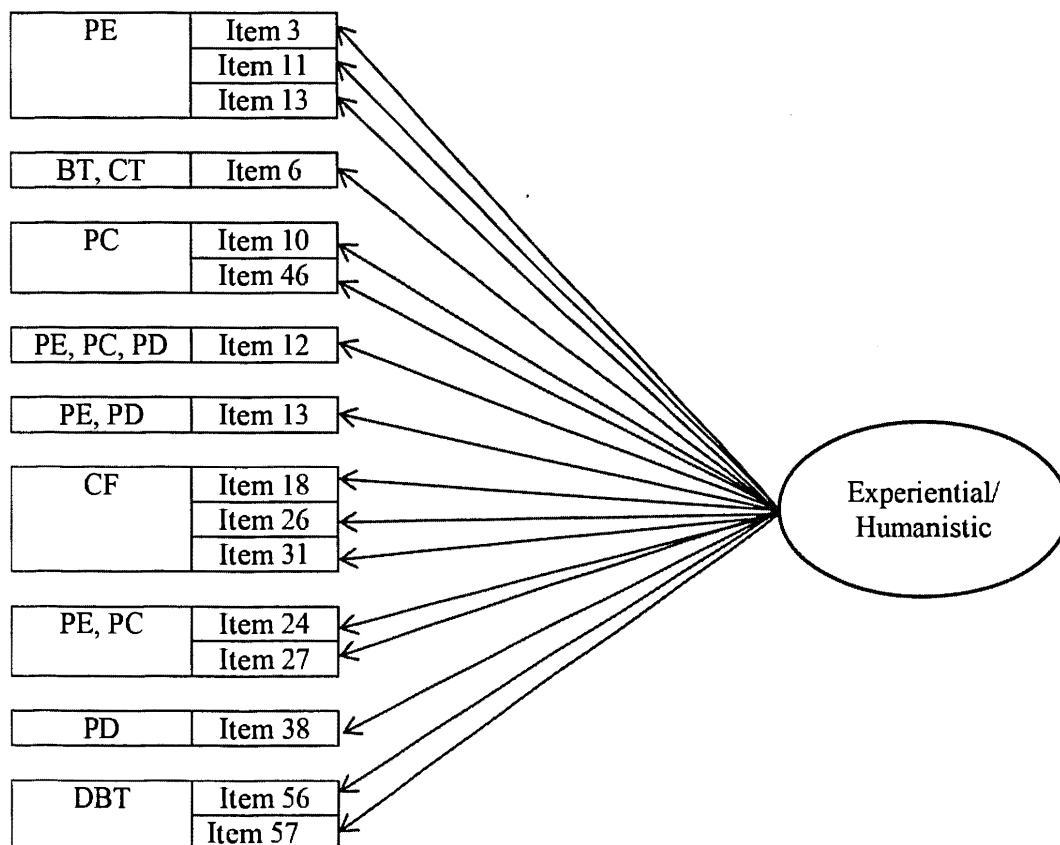 PE Item 3
Item 11
Item 13
BT, CT Item 6
PC Item 10
Item 46
PE, PC, PD Item 12
PE, PD Item 13
CF Item 18
Item 26
Item 31
PE, PC Item 24
Item 27
PD Item 38
DBT Item 56
Item 57
Experiential/
Humanistic